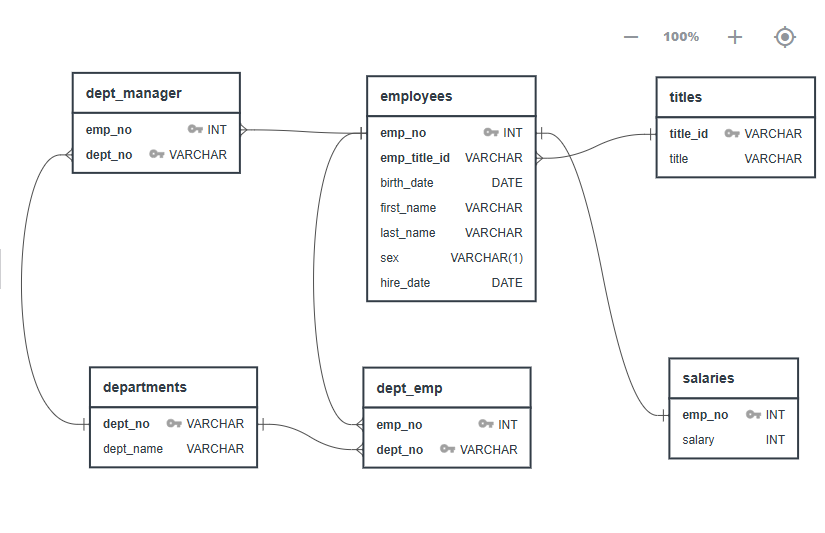 100%
dept_manager
emp_no INT
dept_no VARCHAR
employees
emp_no INT
emp_title_id VARCHAR
birth_date DATE
first_name VARCHAR
last_name VARCHAR
sex VARCHAR(1)
hire_date DATE
titles
title_id VARCHAR
title VARCHAR
departments
dept_no VARCHAR
dept_name VARCHAR
dept_emp
emp_no INT
dept_no VARCHAR
salaries
emp_no INT
salary INT